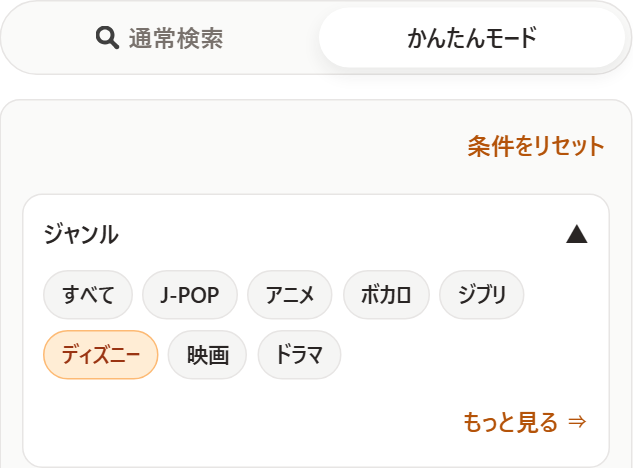 通常検索 かんたんモード
条件をリセット
ジャンル ▲
すべて J-POP アニメ ボカロ ジブリ
ディズニー 映画 ドラマ
もっと見る ⇒